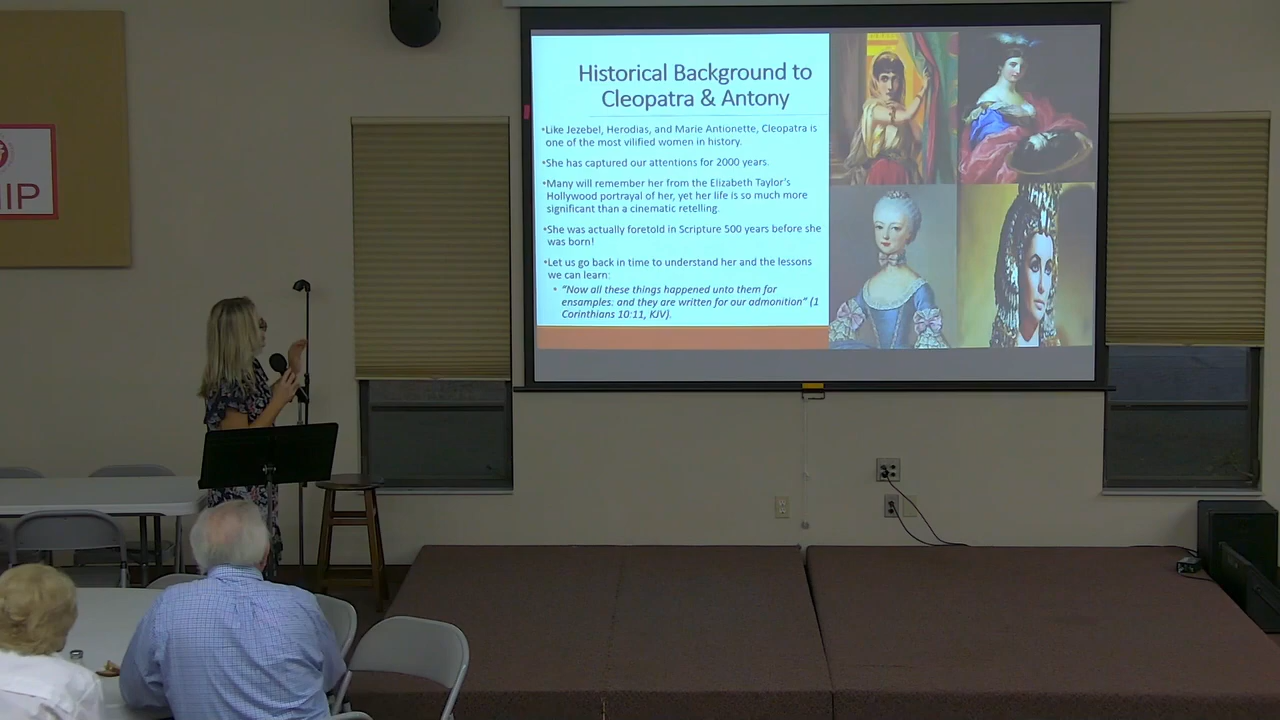 IP
Historical Background to
Cleopatra & Antony
•Like Jezebel, Herodias, and Marie Antionette, Cleopatra is
one of the most vilified women in history.
•She has captured our attentions for 2000 years.
•Many will remember her from the Elizabeth Taylor's
Hollywood portrayal of her, yet her life is so much more
significant than a cinematic retelling.
•She was actually foretold in Scripture 500 years before she
was born!
•Let us go back in time to understand her and the lessons
we can learn:
• "Now all these things happened unto them for
ensamples: and they are written for our admonition" (1
Corinthians 10:11, KJV).